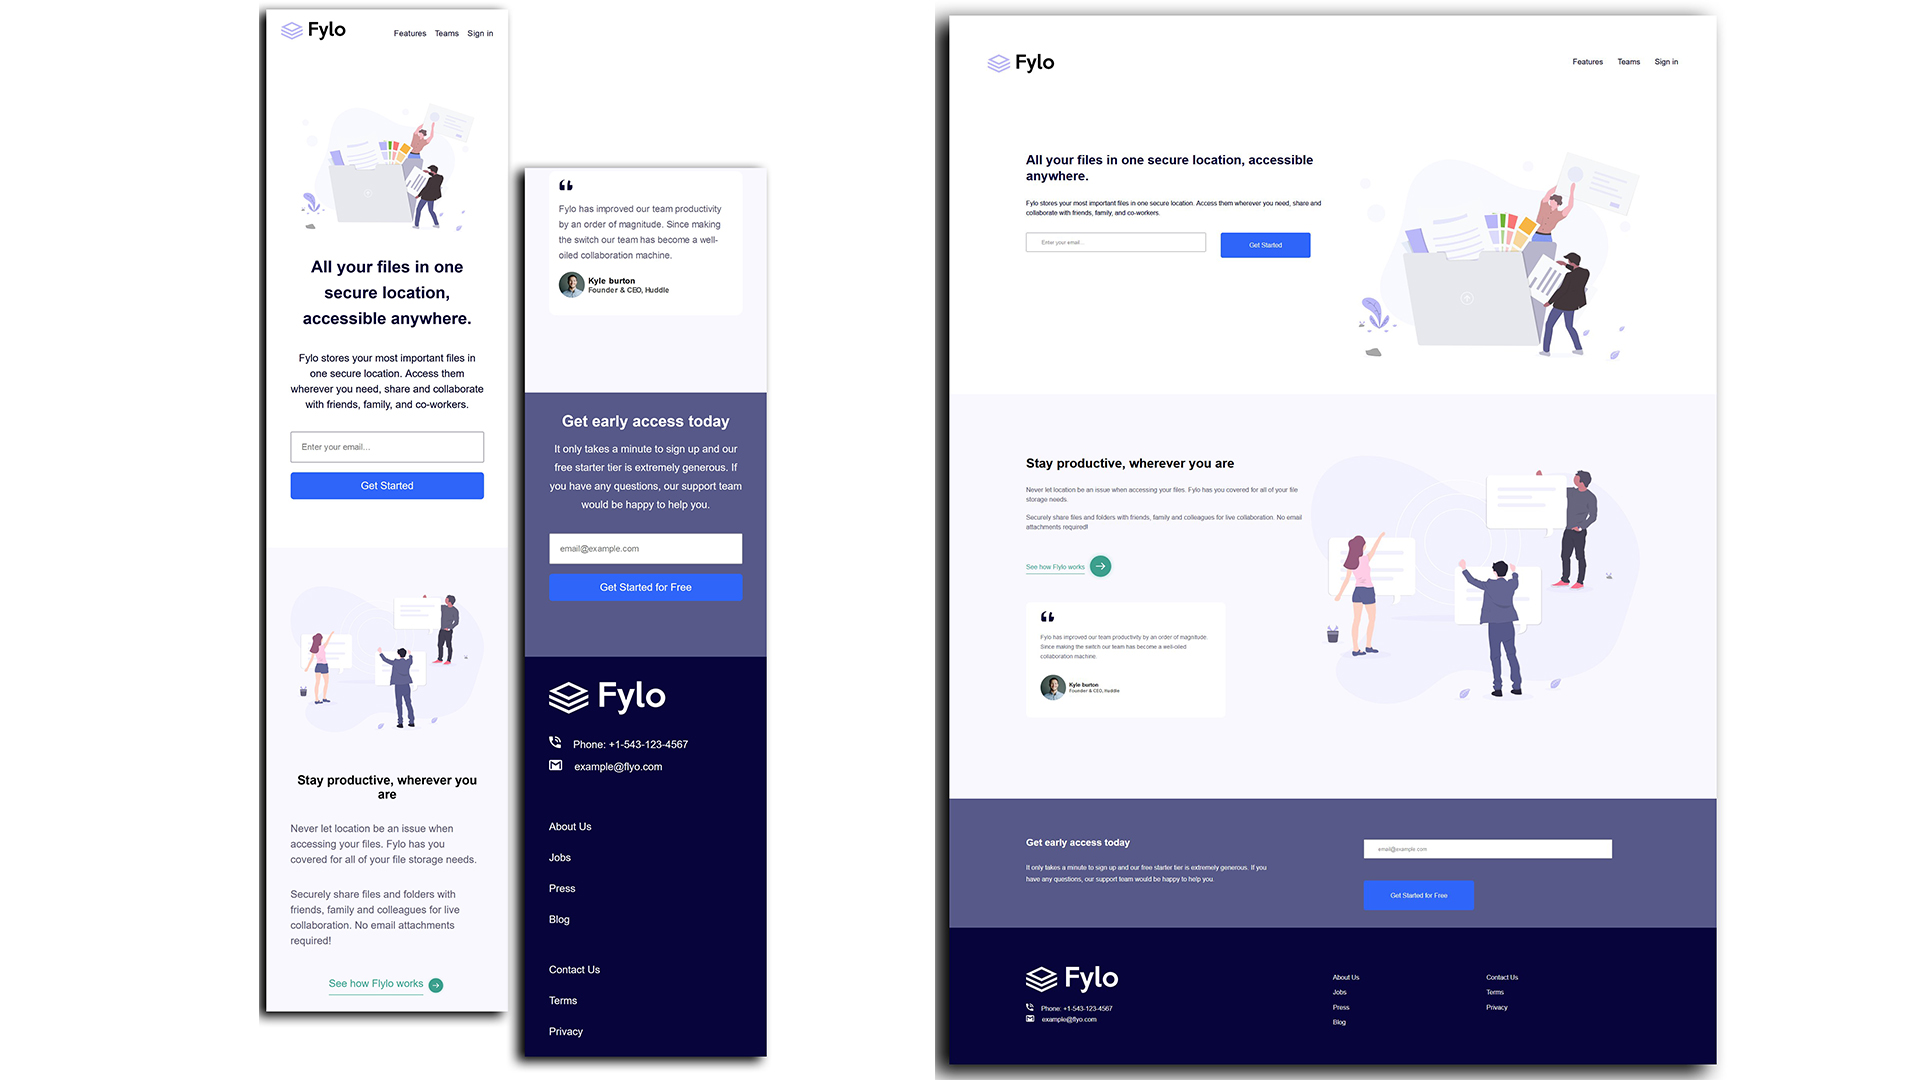 Fylo
Features Teams Sign in
All your files in one
secure location,
accessible anywhere.
Fylo stores your most important files in
one secure location. Access them
wherever you need, share and collaborate
with friends, family, and co-workers.
Enter your email...
Get Started
Stay productive, wherever you
are
Never let location be an issue when
accessing your files. Fylo has you
covered for all of your file storage needs.
Securely share files and folders with
friends, family and colleagues for live
collaboration. No email attachments
required!
See how Flylo works
Fylo has improved our team productivity
by an order of magnitude. Since making
the switch our team has become a well-
oiled collaboration machine.
Kyle burton
Founder & CEO, Huddle
Get early access today
It only takes a minute to sign up and our
free starter tier is extremely generous. If
you have any questions, our support team
would be happy to help you.
email@example.com
Get Started for Free
Fylo
Phone: +1-543-123-4567
example@flyo.com
About Us
Jobs
Press
Blog
Contact Us
Terms
Privacy
Fylo
Features Teams Sign in
All your files in one secure location, accessible
anywhere.
Fylo stores your most important files in one secure location. Access them wherever you need, share and
collaborate with friends, family, and co-workers.
Enter your email...
Get Started
Stay productive, wherever you are
Never let location be an issue when accessing your files. Fylo has you covered for all of your file
storage needs.
Securely share files and folders with friends, family and colleagues for live collaboration. No email
attachments required!
See how Flylo works
Fylo has improved our team productivity by an order of magnitude.
Since making the switch our team has become a well-oiled
collaboration machine.
Kyle burton
Founder & CEO, Huddle
Get early access today
It only takes a minute to sign up and our free starter tier is extremely generous. If you
have any questions, our support team would be happy to help you.
email@example.com
Get Started for Free
Fylo
Phone: +1-543-123-4567
example@flyo.com
About Us
Jobs
Press
Blog
Contact Us
Terms
Privacy